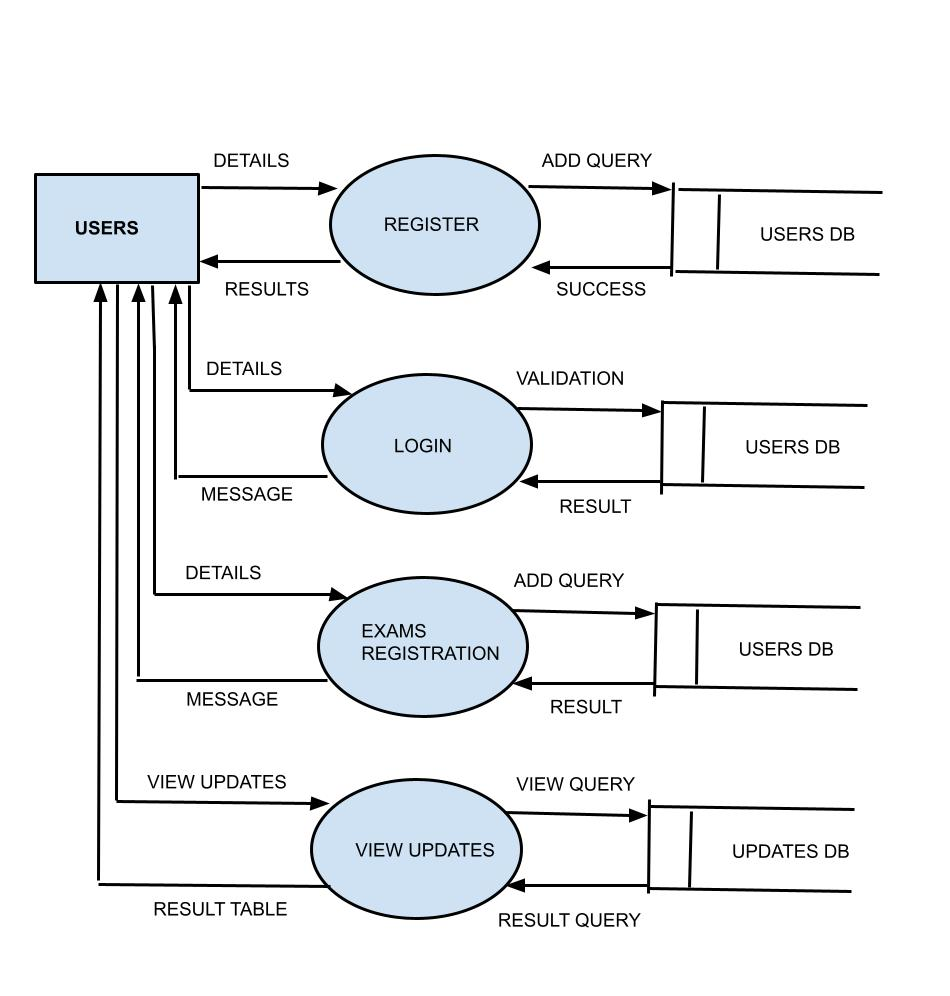 DETAILS
ADD QUERY
USERS
REGISTER
USERS DB
RESULTS
SUCCESS
DETAILS
VALIDATION
LOGIN
USERS DB
MESSAGE
RESULT
DETAILS
ADD QUERY
EXAMS
REGISTRATION
USERS DB
MESSAGE
RESULT
VIEW UPDATES
VIEW QUERY
VIEW UPDATES
UPDATES DB
RESULT TABLE
RESULT QUERY